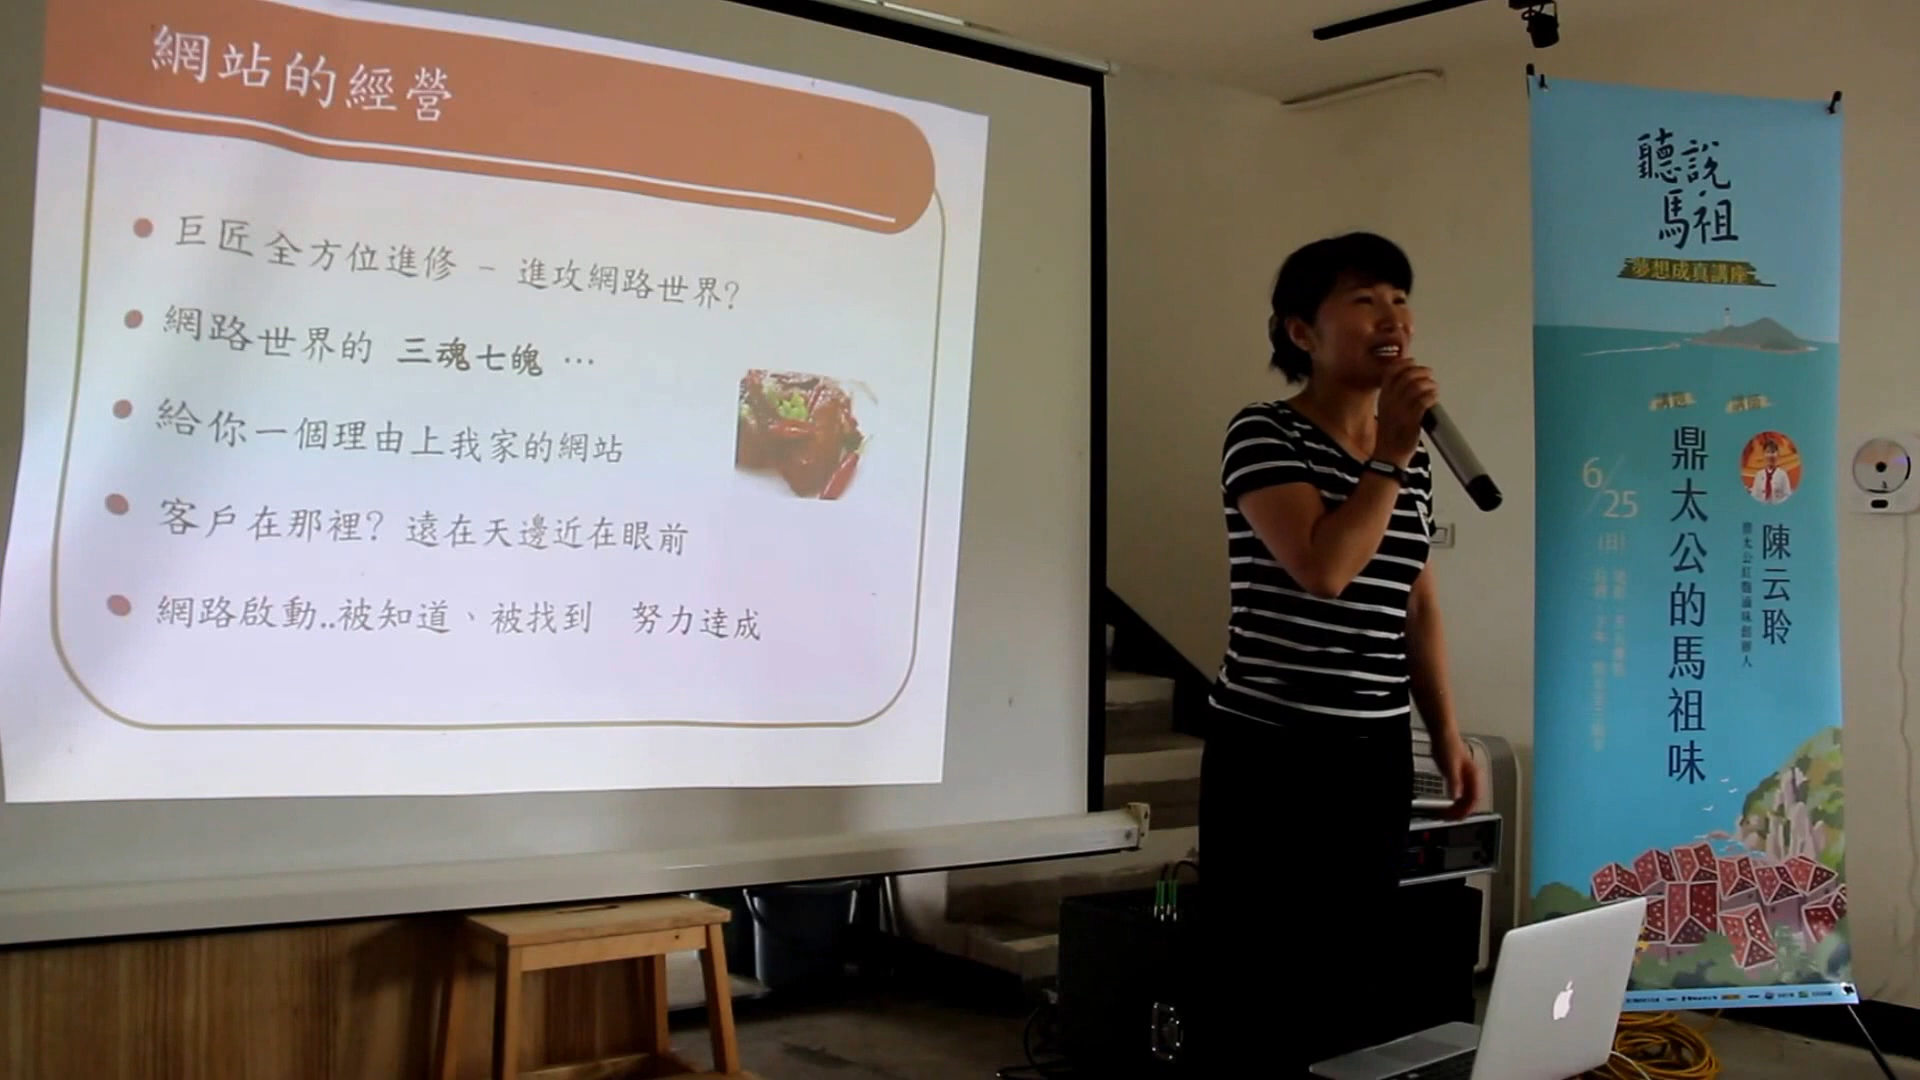 網站的經營
巨匠全方位進修 - 進攻網路世界?
網路世界的 三魂七魄 …
給你一個理由上我家的網站
客戶在那裡? 遠在天邊近在眼前
網路啟動..被知道、被找到 努力達成
聽說
馬祖
夢想成真講座
6/25
鼎太公的馬祖味
陳云聆